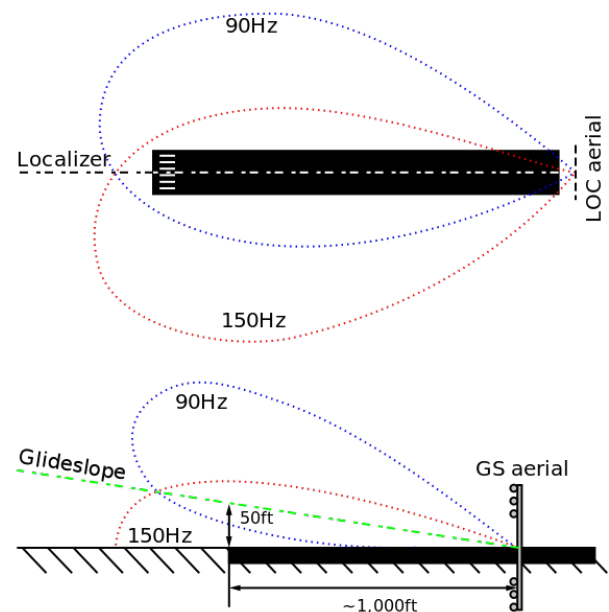 90Hz
Localizer
LOC aerial
150Hz
90Hz
Glideslope
GS aerial
50ft
150Hz
~1,000ft